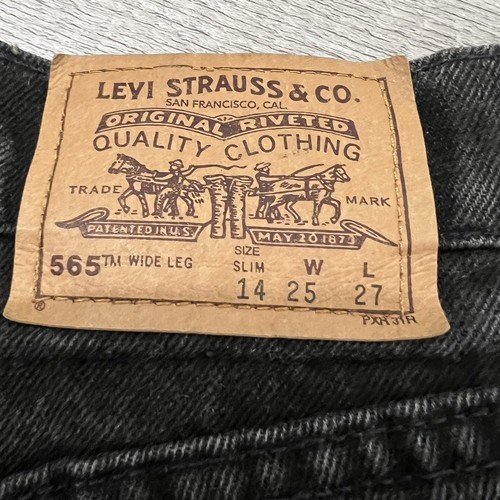 LEVI STRAUSS & CO.
SAN FRANCISCO, CAL.
ORIGINAL RIVETED
QUALITY CLOTHING
TRADE MARK
PATENTED IN U.S. MAY 20 1873
SIZE
565™ WIDE LEG SLIM W L
14 25 27
®